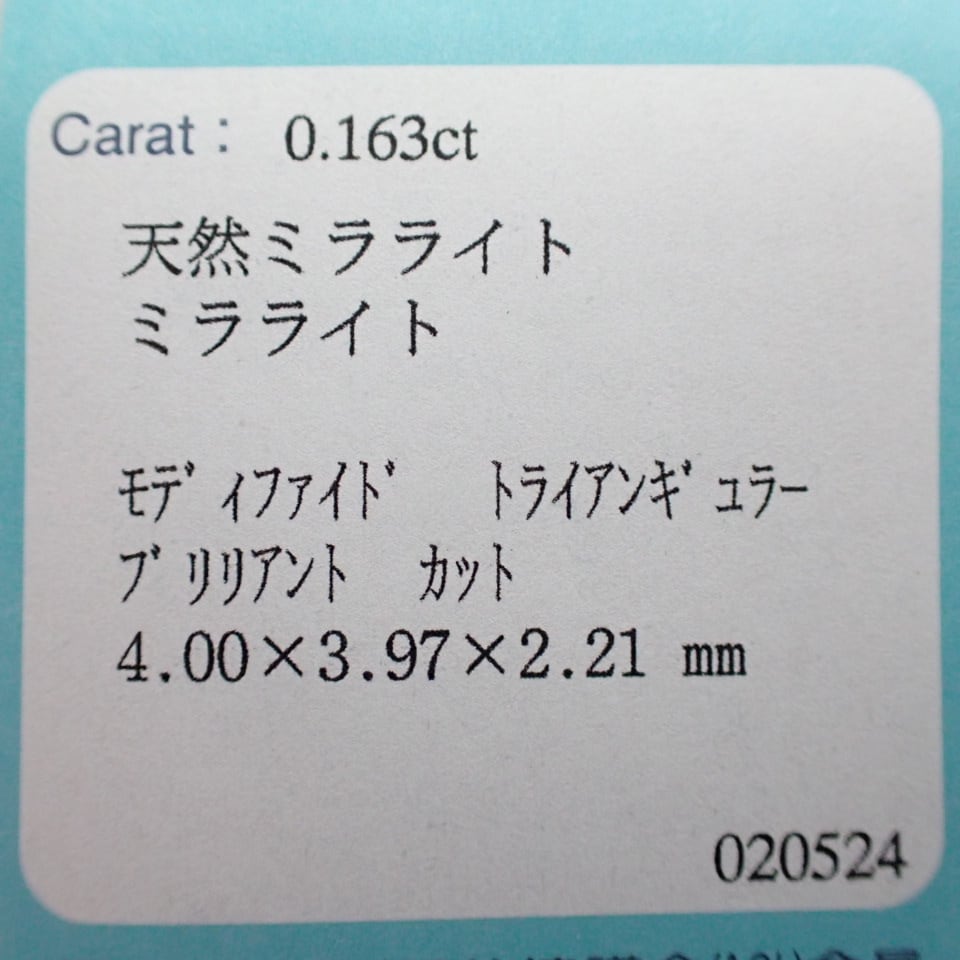 Carat： 0.163ct
天然ミラライト
ミラライト
ﾓﾃﾞｨﾌｧｲﾄﾞ ﾄﾗｲｱﾝｷﾞｭﾗｰ
ﾌﾞﾘﾘｱﾝﾄ ｶｯﾄ
4.00×3.97×2.21 mm
020524